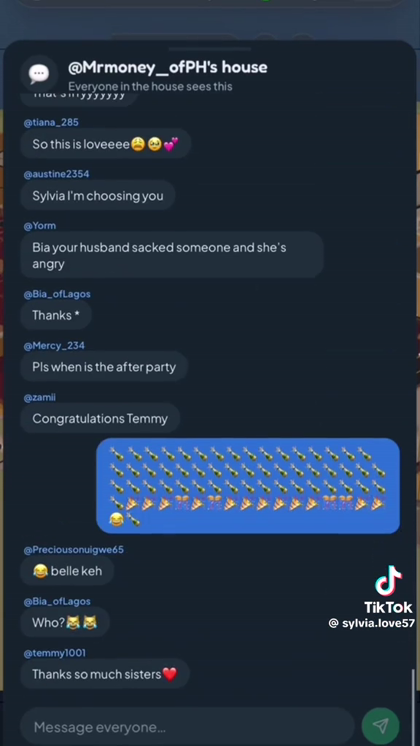 @Mrmoney_ofPH's house
Everyone in the house sees this
@tiana_285
So this is loveeee😩🥺💕
@austine2354
Sylvia I'm choosing you
@Yorm
Bia your husband sacked someone and she's
angry
@Bia_ofLagos
Thanks *
@Mercy_234
Pls when is the after party
@zamii
Congratulations Temmy
🍾🍾🍾🍾🍾🍾🍾🍾🍾🍾🍾🍾🍾🍾🍾🍾
🍾🍾🍾🍾🍾🍾🍾🍾🍾🍾🍾🍾🍾🍾🍾🍾🍾
🍾🍾🍾🍾🍾🍾🍾🍾🍾🍾🍾🍾🍾🍾🍾🍾🍾
🍾🎉🎉🎉🎊🎉🎊🎉🎉🎉🎉🎉🎉🎊🎊🎉🎉
😂🍾
@Preciousnuigwe65
😂 belle keh
@Bia_ofLagos
Who?😹😹
@temmy1001
Thanks so much sisters❤️
Message everyone...
TikTok
@ sylvia.love57